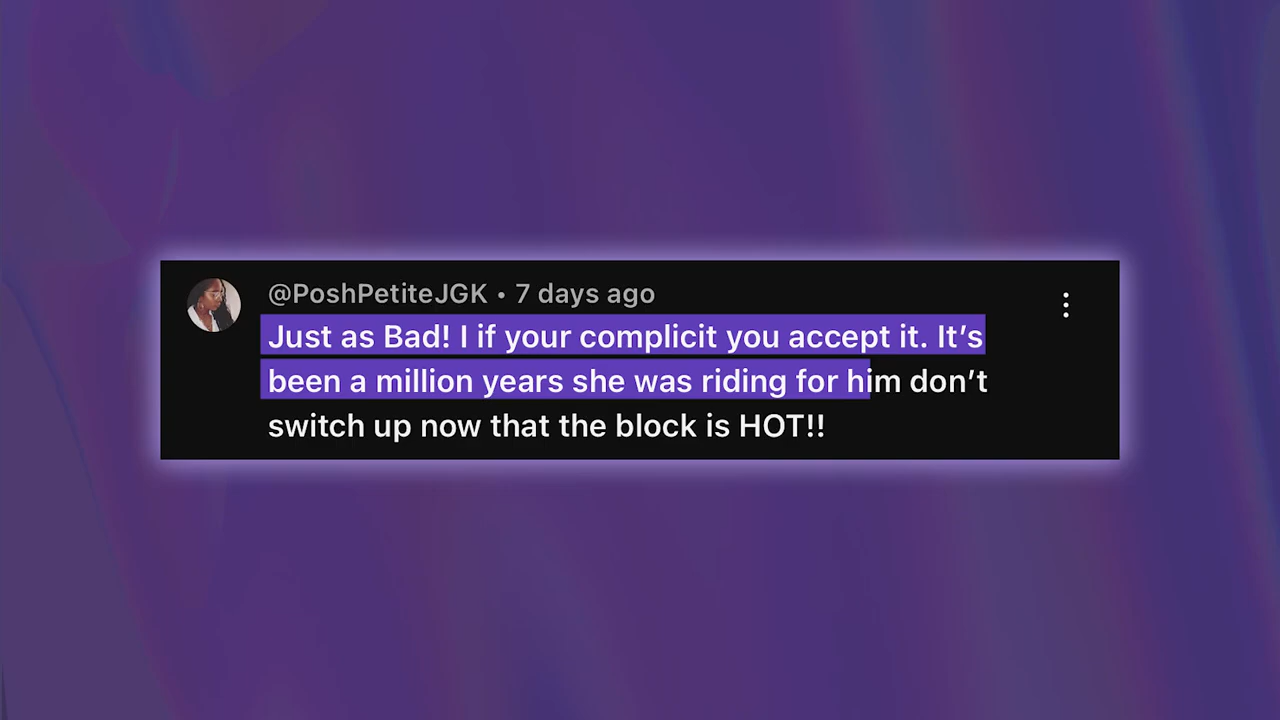 @PoshPetiteJGK • 7 days ago
Just as Bad! I if your complicit you accept it. It’s
been a million years she was riding for him don’t
switch up now that the block is HOT!!